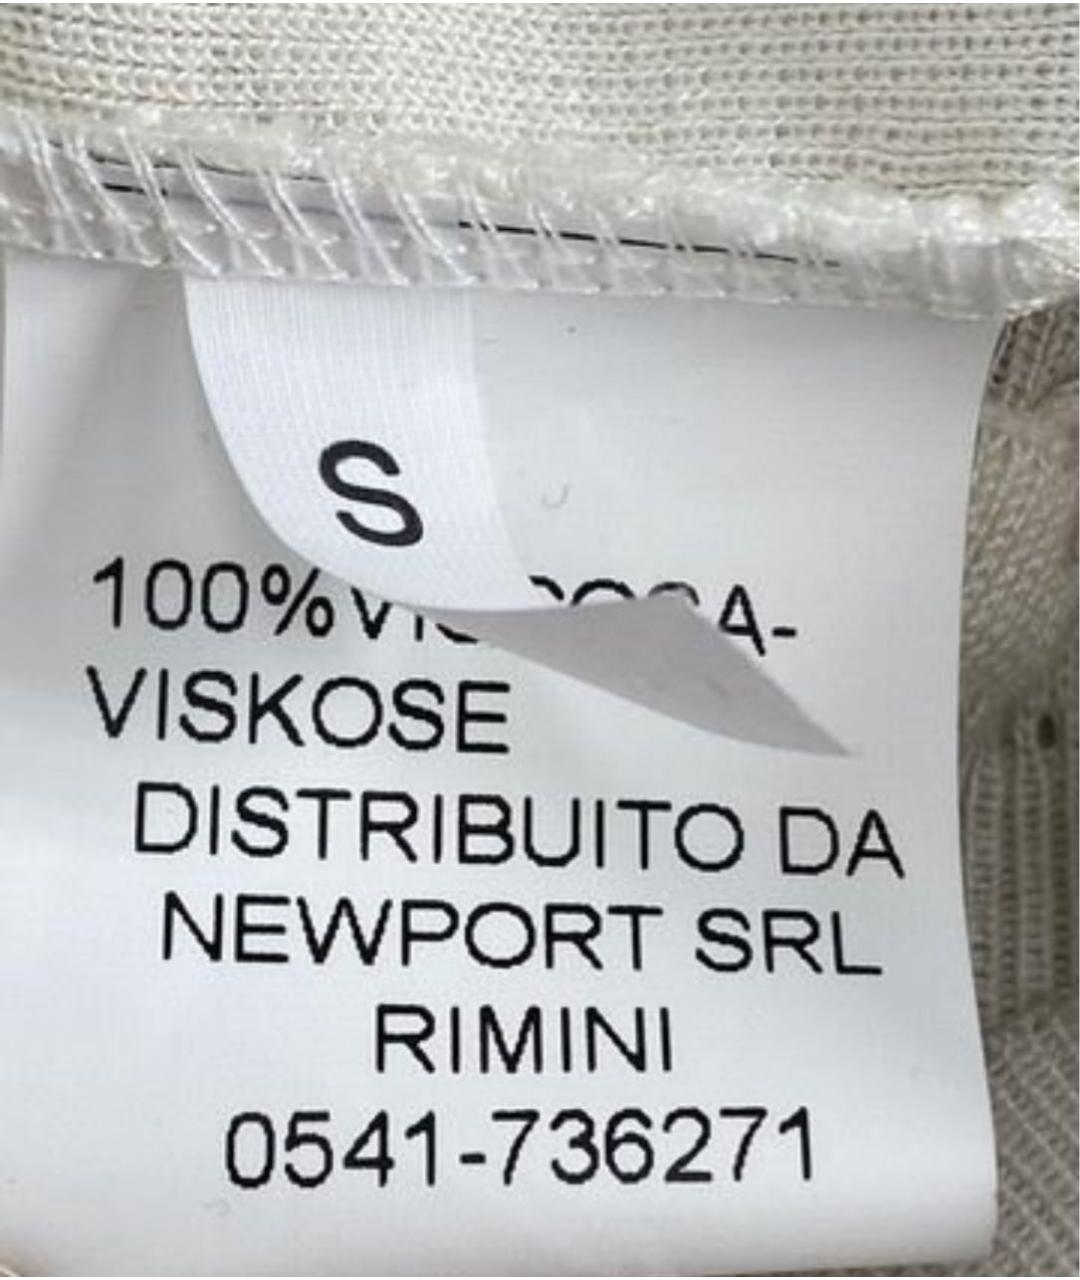 S
100%
VISKOSE
DISTRIBUITO DA
NEWPORT SRL
RIMINI
0541-736271